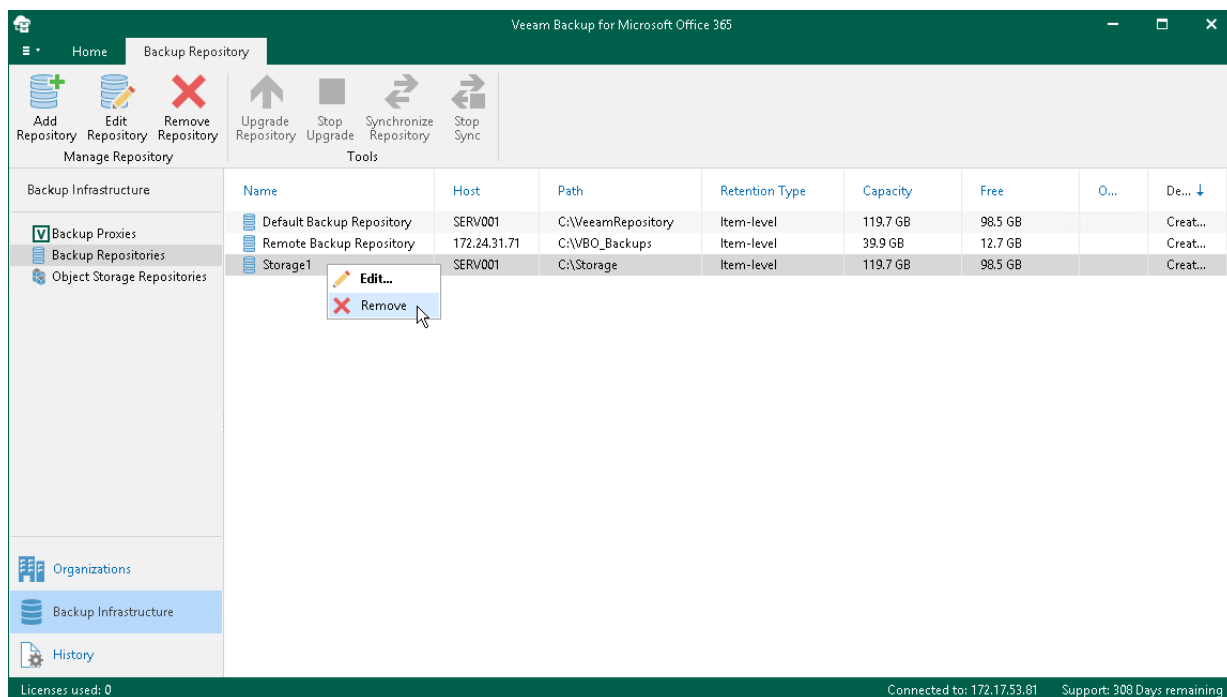 Veeam Backup for Microsoft Office 365
Home Backup Repository
Add Repository
Edit Repository
Remove Repository
Upgrade Repository
Stop Upgrade
Synchronize Repository
Stop Sync
Manage Repository
Tools
Backup Infrastructure
Backup Proxies
Backup Repositories
Object Storage Repositories
Name Host Path Retention Type Capacity Free O... De...
Default Backup Repository SERV001 C:\VeeamRepository Item-level 119.7 GB 98.5 GB Creat...
Remote Backup Repository 172.24.31.71 C:\VBO_Backups Item-level 39.9 GB 12.7 GB Creat...
Storage1 SERV001 C:\Storage Item-level 119.7 GB 98.5 GB Creat...
Edit...
Remove
Organizations
Backup Infrastructure
History
Licenses used: 0 Connected to: 172.17.53.81 Support: 308 Days remaining